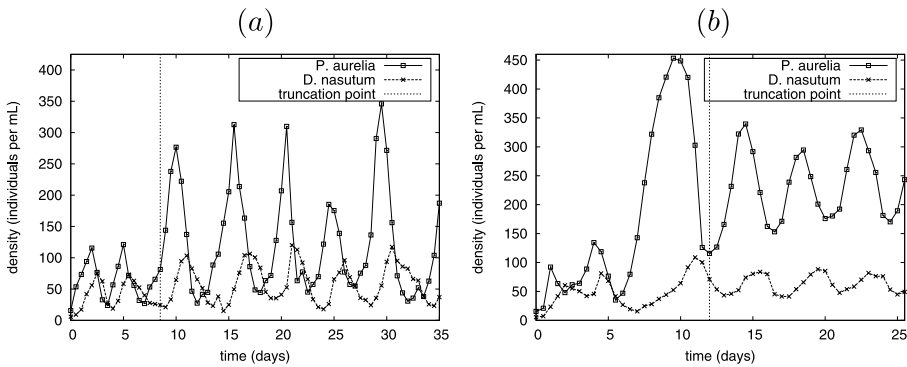 (a)
P. aurelia
D. nasutum
truncation point
400
350
300
250
200
150
100
50
0
density (individuals per mL)
0 5 10 15 20 25 30 35
time (days)
(b)
P. aurelia
D. nasutum
truncation point
450
400
350
300
250
200
150
100
50
0
density (individuals per mL)
0 5 10 15 20 25
time (days)